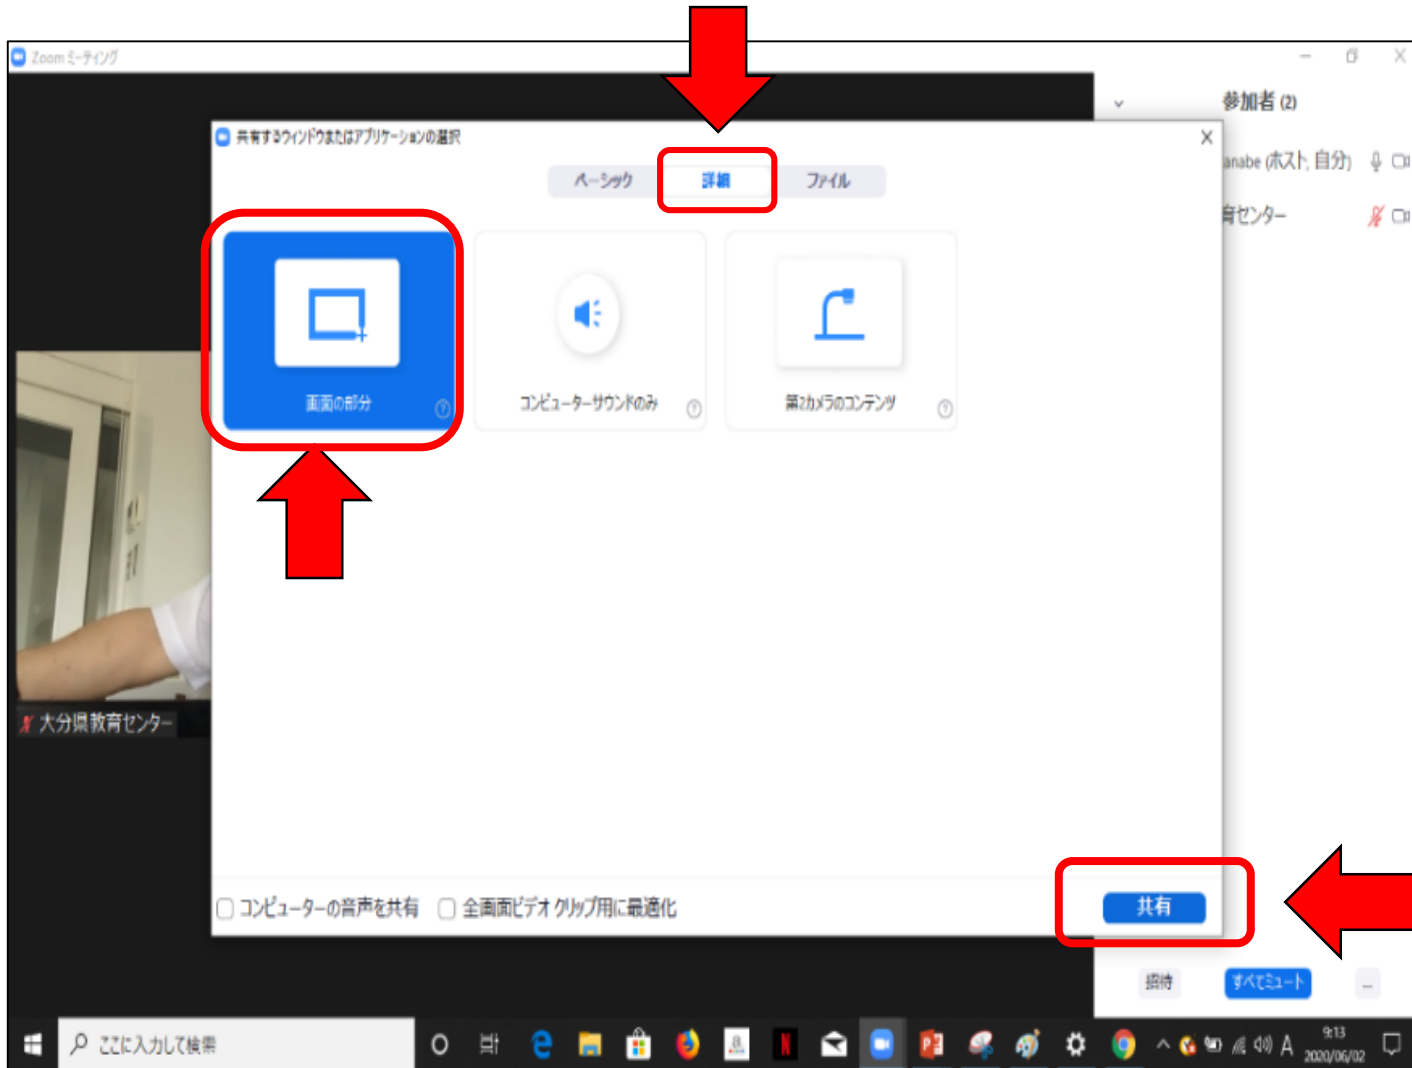 Zoom ミーティング
参加者 (2)
共有するウィンドウまたはアプリケーションの選択
ベーシック
詳細
ファイル
anabe (ホスト, 自分)
育センター
画面の部分
コンピューターサウンドのみ
第2カメラのコンテンツ
大分県教育センター
コンピューターの音声を共有
全画面ビデオ クリップ用に最適化
共有
招待
すべてミュート
...
ここに入力して検索
A
9:13
2020/06/02